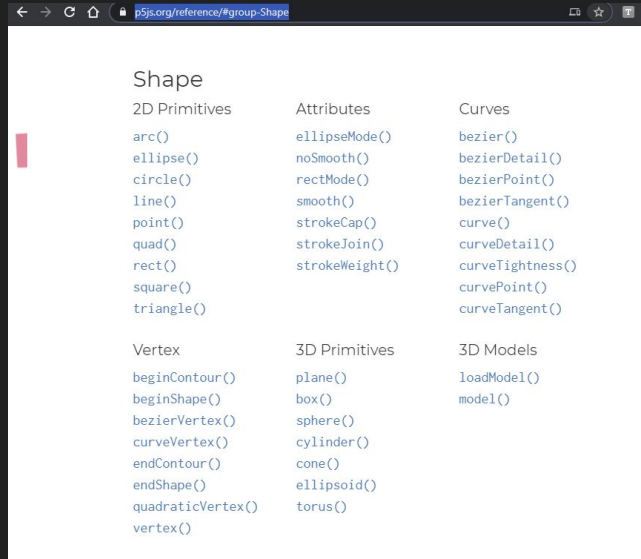 p5js.org/reference/#group-Shape
T
Shape
2D Primitives
arc()
ellipse()
circle()
line()
point()
quad()
rect()
square()
triangle()
Attributes
ellipseMode()
noSmooth()
rectMode()
smooth()
strokeCap()
strokeJoin()
strokeWeight()
Curves
bezier()
bezierDetail()
bezierPoint()
bezierTangent()
curve()
curveDetail()
curveTightness()
curvePoint()
curveTangent()
Vertex
beginContour()
beginShape()
bezierVertex()
curveVertex()
endContour()
endShape()
quadraticVertex()
vertex()
3D Primitives
plane()
box()
sphere()
cylinder()
cone()
ellipsoid()
torus()
3D Models
loadModel()
model()